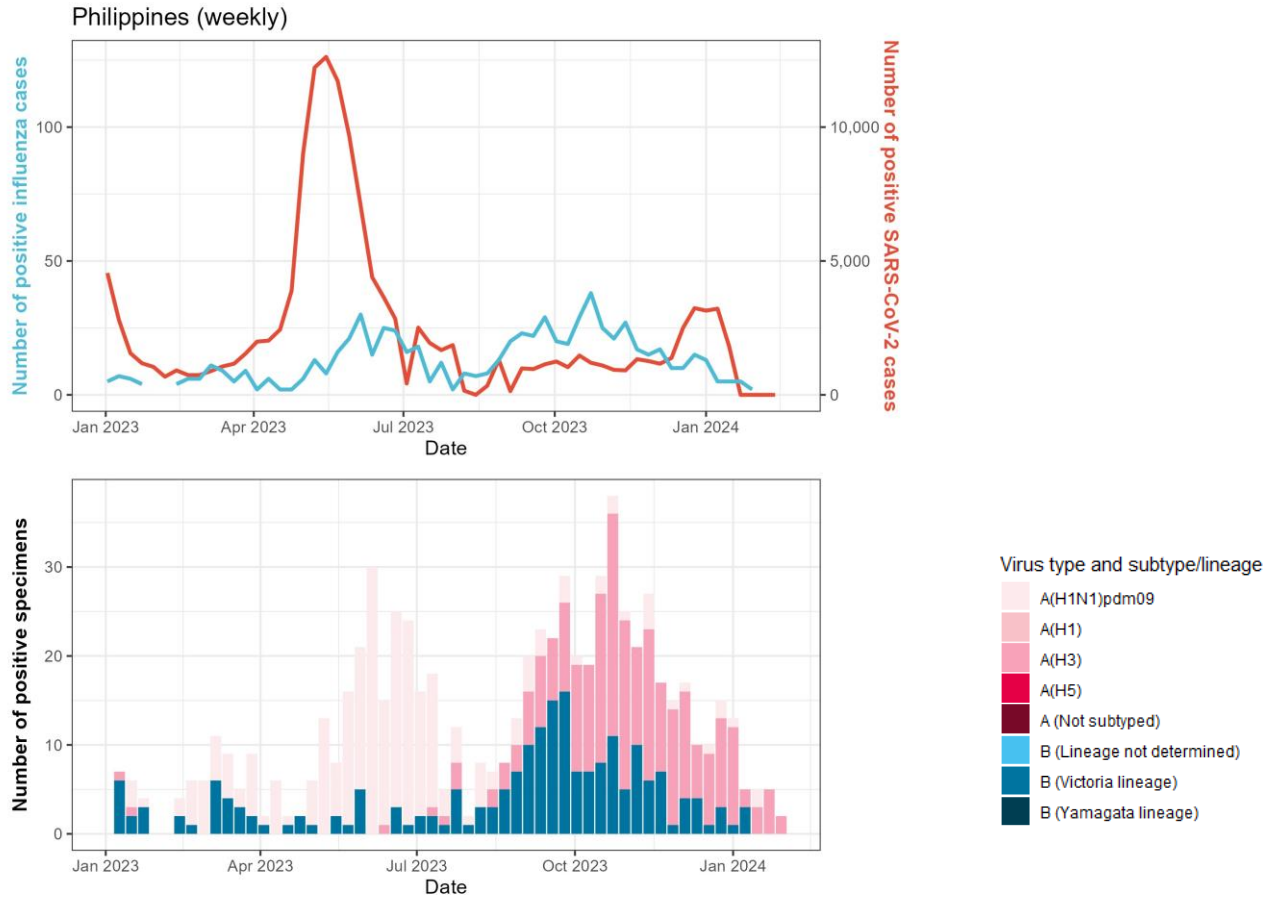 Philippines (weekly)
Number of positive influenza cases
100
50
0
10,000
5,000
0
Number of positive SARS-CoV-2 cases
Jan 2023 Apr 2023 Jul 2023 Oct 2023 Jan 2024
Date
Number of positive specimens
30
20
10
0
Jan 2023 Apr 2023 Jul 2023 Oct 2023 Jan 2024
Date
Virus type and subtype/lineage
A(H1N1)pdm09
A(H1)
A(H3)
A(H5)
A (Not subtyped)
B (Lineage not determined)
B (Victoria lineage)
B (Yamagata lineage)